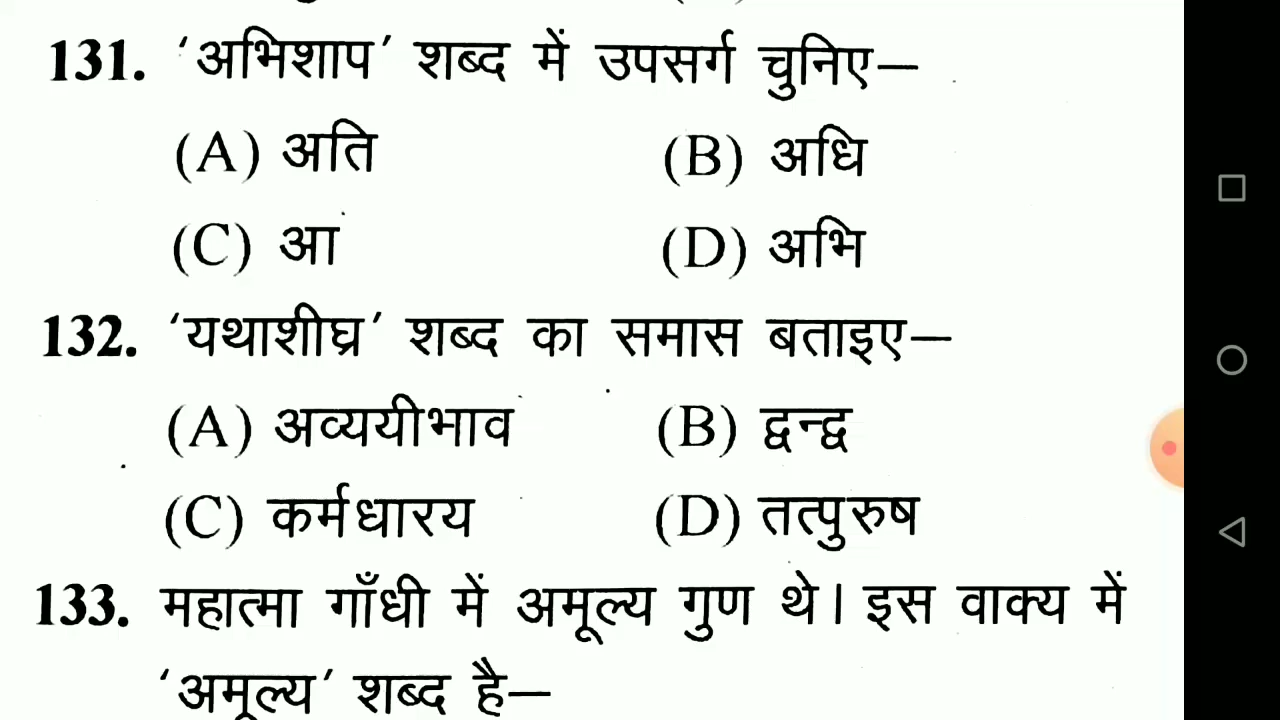 131. ‘अभिशाप’ शब्द में उपसर्ग चुनिए–
(A) अति (B) अधि
(C) आ (D) अभि
132. ‘यथाशीघ्र’ शब्द का समास बताइए–
(A) अव्ययीभाव (B) द्वन्द्व
(C) कर्मधारय (D) तत्पुरुष
133. महात्मा गाँधी में अमूल्य गुण थे। इस वाक्य में
‘अमूल्य’ शब्द है–